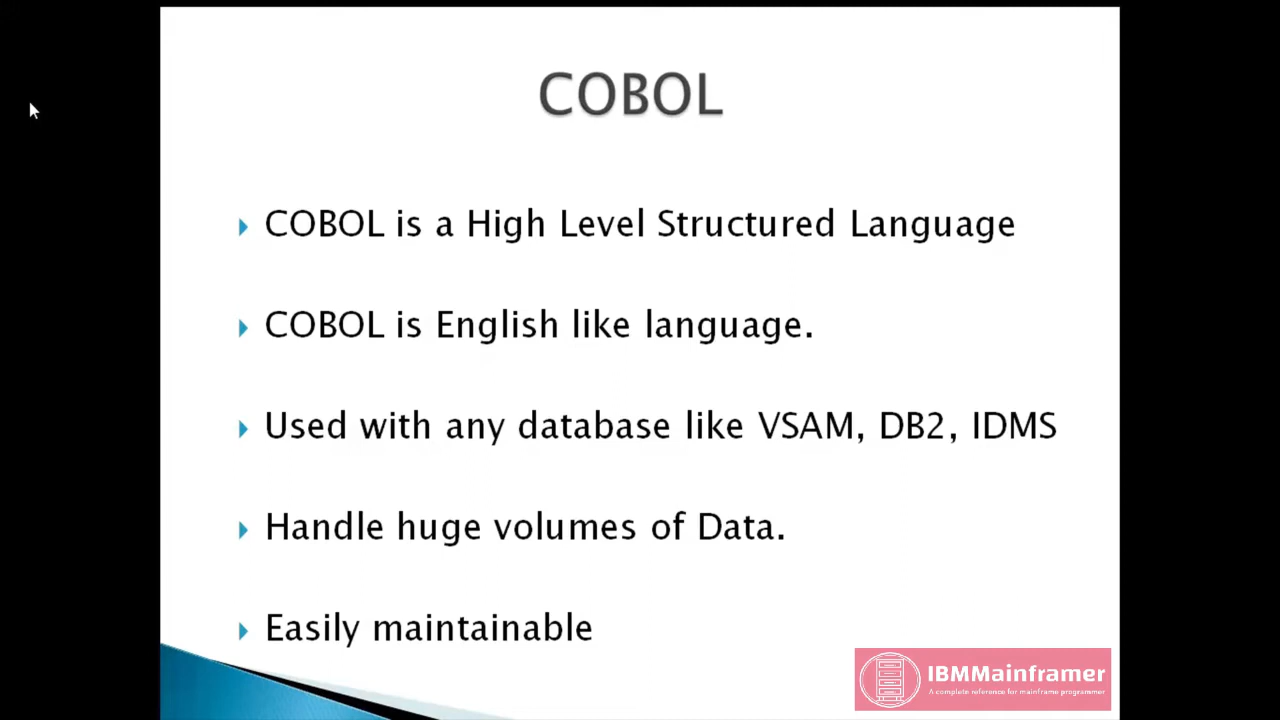 COBOL
COBOL is a High Level Structured Language
COBOL is English like language.
Used with any database like VSAM, DB2, IDMS
Handle huge volumes of Data.
Easily maintainable
IBMMainframer
A complete reference for mainframe programmer